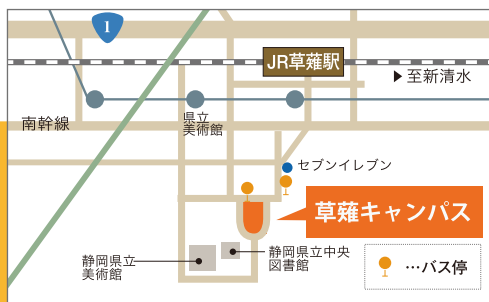 1
JR草薙駅
至新清水
南幹線
県立
美術館
セブンイレブン
草薙キャンパス
静岡県立中央
図書館
静岡県立
美術館
…バス停